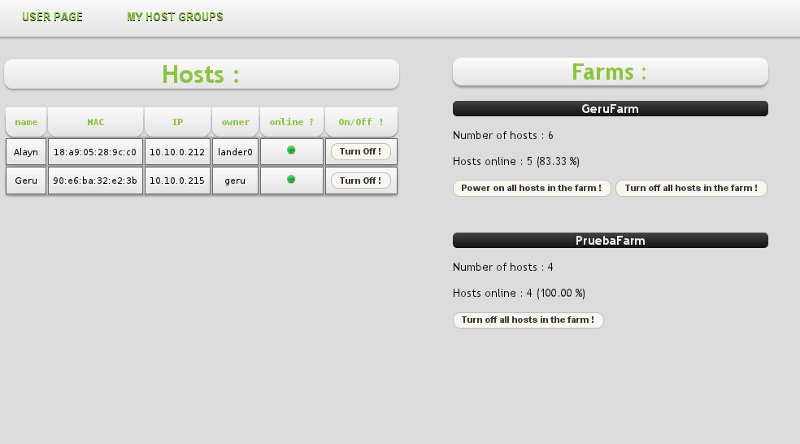 USER PAGE MY HOST GROUPS
Hosts :
name MAC IP owner online ? On/Off !
Alayn 18:a9:05:28:9c:c0 10.10.0.212 lander0 Turn Off !
Geru 90:e6:ba:32:e2:3b 10.10.0.215 geru Turn Off !
Farms :
GeruFarm
Number of hosts : 6
Hosts online : 5 (83.33 %)
Power on all hosts in the farm ! Turn off all hosts in the farm !
PruebaFarm
Number of hosts : 4
Hosts online : 4 (100.00 %)
Turn off all hosts in the farm !